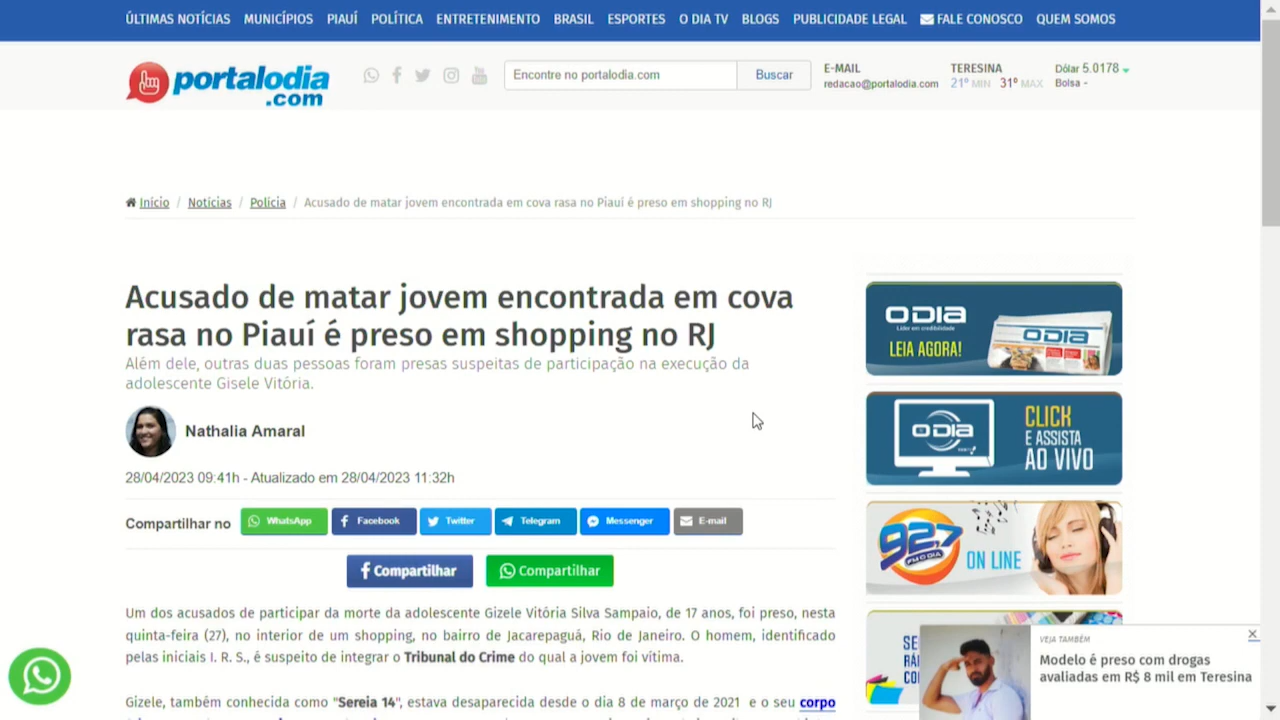 ÚLTIMAS NOTÍCIAS MUNICÍPIOS PIAUÍ POLÍTICA ENTRETENIMENTO BRASIL ESPORTES O DIA TV BLOGS PUBLICIDADE LEGAL FALE CONOSCO QUEM SOMOS
portalodia
.com
Encontre no portalodia.com
Buscar
E-MAIL
redacao@portalodia.com
TERESINA
21º MIN 31º MAX
Dólar 5.0178
Bolsa -
Início / Notícias / Polícia / Acusado de matar jovem encontrada em cova rasa no Piauí é preso em shopping no RJ
Acusado de matar jovem encontrada em cova
rasa no Piauí é preso em shopping no RJ
Além dele, outras duas pessoas foram presas suspeitas de participação na execução da
adolescente Gisele Vitória.
Nathalia Amaral
28/04/2023 09:41h - Atualizado em 28/04/2023 11:32h
Compartilhar no WhatsApp Facebook Twitter Telegram Messenger E-mail
Compartilhar Compartilhar
Um dos acusados de participar da morte da adolescente Gizele Vitória Silva Sampaio, de 17 anos, foi preso, nesta
quinta-feira (27), no interior de um shopping, no bairro de Jacarepaguá, Rio de Janeiro. O homem, identificado
pelas iniciais I. R. S., é suspeito de integrar o Tribunal do Crime do qual a jovem foi vítima.
Gizele, também conhecida como "Sereia 14", estava desaparecida desde o dia 8 de março de 2021 e o seu corpo
O DIA
Líder em credibilidade
LEIA AGORA!
O DIA
O DIA
CLICK
E ASSISTA
AO VIVO
92,7
FM O DIA
ON LINE
VEJA TAMBÉM
Modelo é preso com drogas
avaliadas em R$ 8 mil em Teresina